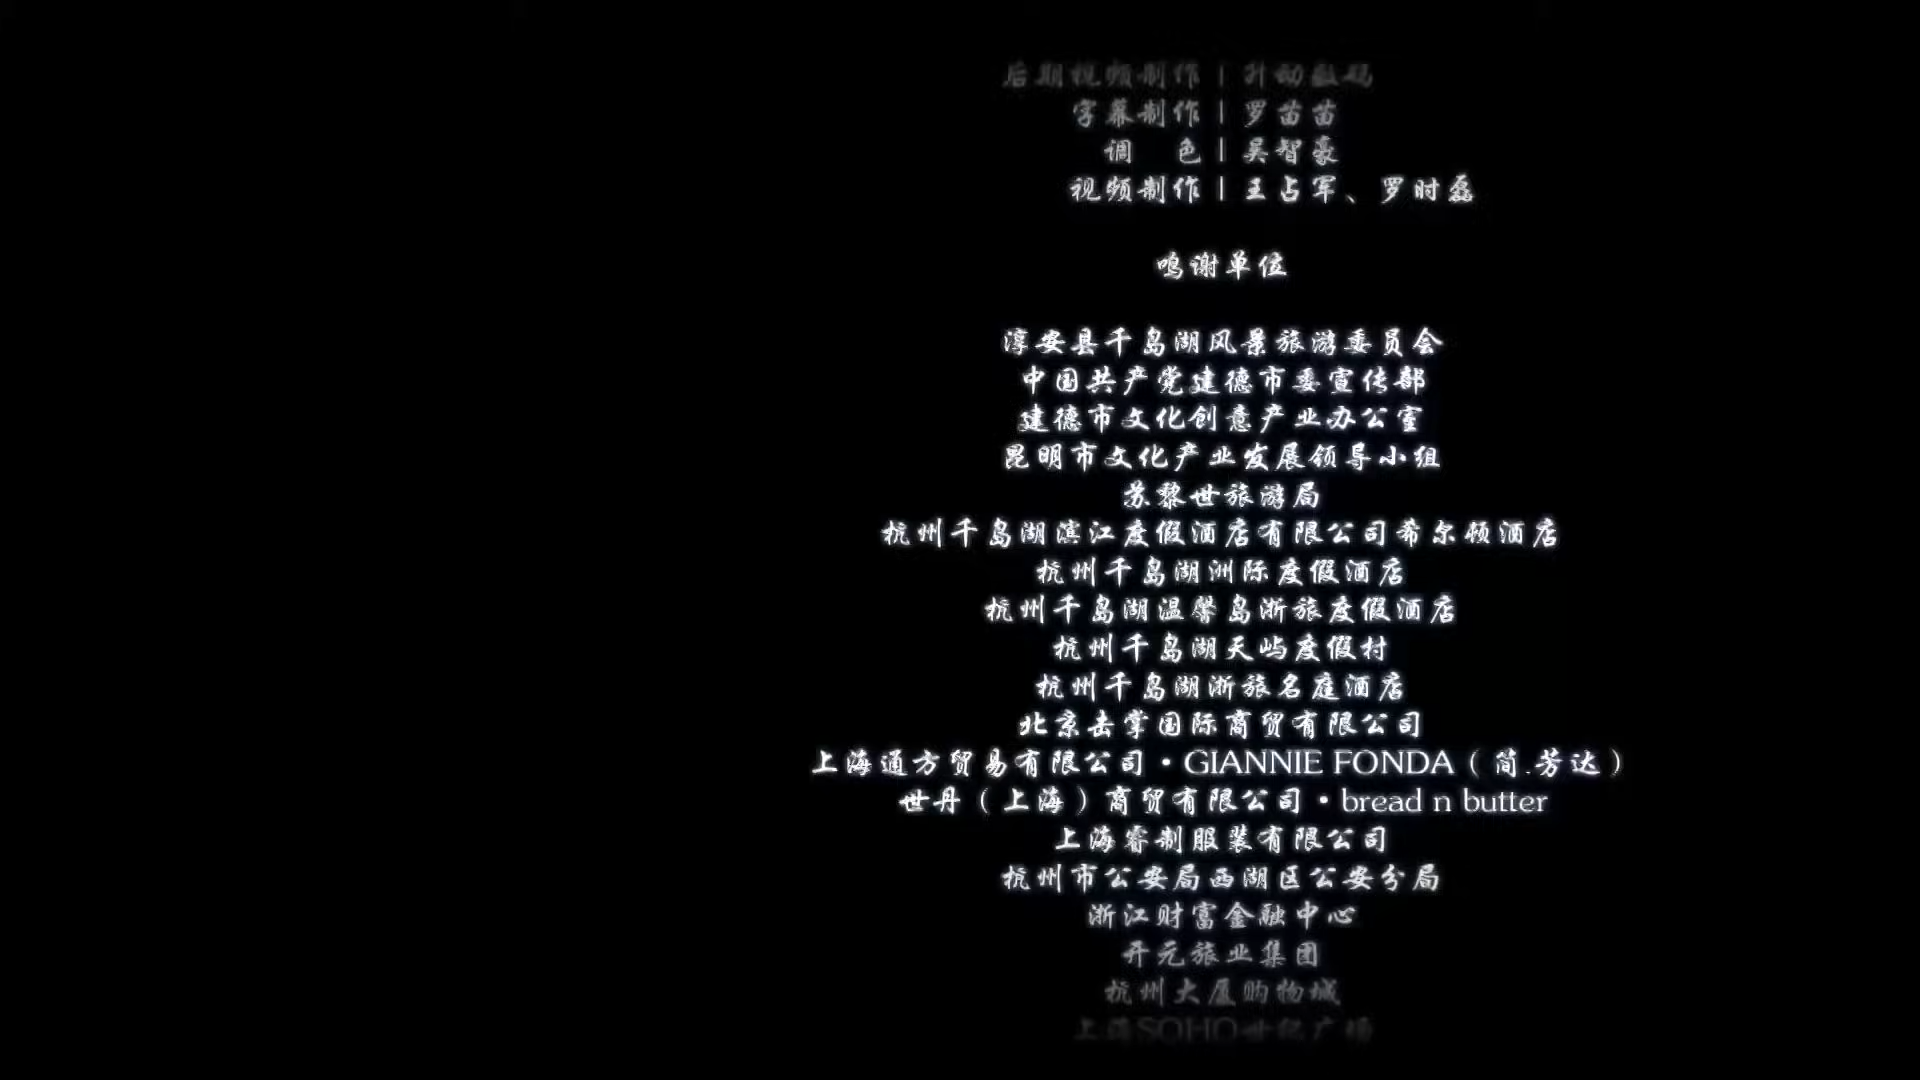 后期视频制作 | 升动数码
字幕制作 | 罗苗苗
调 色 | 吴智豪
视频制作 | 王占军、罗时磊
鸣谢单位
淳安县千岛湖风景旅游委员会
中国共产党建德市委宣传部
建德市文化创意产业办公室
昆明市文化产业发展领导小组
苏黎世旅游局
杭州千岛湖滨江度假酒店有限公司希尔顿酒店
杭州千岛湖洲际度假酒店
杭州千岛湖温馨岛浙旅度假酒店
杭州千岛湖天屿度假村
杭州千岛湖浙旅名庭酒店
北京击掌国际商贸有限公司
上海通方贸易有限公司·GIANNIE FONDA（简.芳达）
世丹（上海）商贸有限公司·bread n butter
上海睿制服装有限公司
杭州市公安局西湖区公安分局
浙江财富金融中心
开元旅业集团
杭州大厦购物城
上海SOHO世纪广场